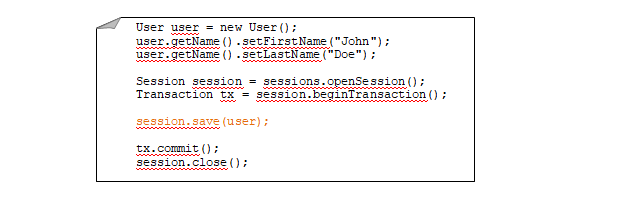 User user = new User();
user.getName().setFirstName("John");
user.getName().setLastName("Doe");
Session session = sessions.openSession();
Transaction tx = session.beginTransaction();
session.save(user);
tx.commit();
session.close();